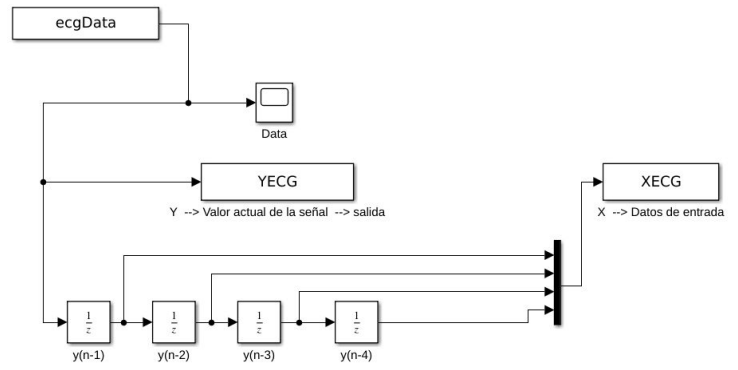 ecgData
Data
YECG
Y --> Valor actual de la señal --> salida
XECG
X --> Datos de entrada
1
z
1
z
1
z
1
z
y(n-1)
y(n-2)
y(n-3)
y(n-4)